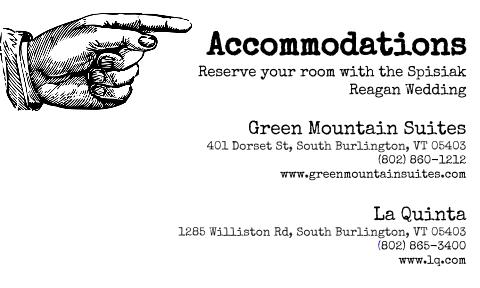 Accommodations
Reserve your room with the Spisiak
Reagan Wedding
Green Mountain Suites
401 Dorset St, South Burlington, VT 05403
(802) 860-1212
www.greenmountainsuites.com
La Quinta
1285 Williston Rd, South Burlington, VT 05403
(802) 865-3400
www.lq.com